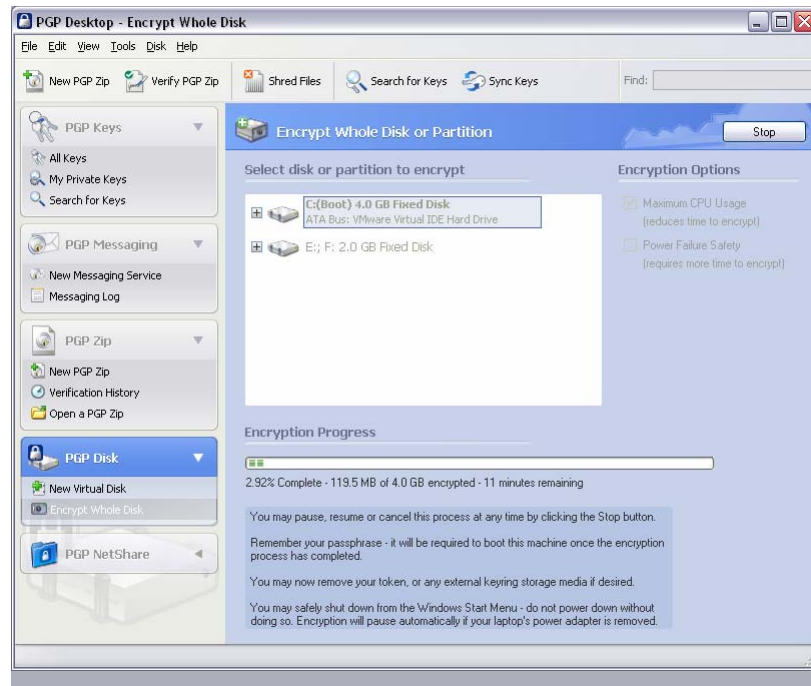 PGP Desktop - Encrypt Whole Disk
File Edit View Tools Disk Help
New PGP Zip Verify PGP Zip Shred Files Search for Keys Sync Keys Find:
PGP Keys
All Keys
My Private Keys
Search for Keys
PGP Messaging
New Messaging Service
Messaging Log
PGP Zip
New PGP Zip
Verification History
Open a PGP Zip
PGP Disk
New Virtual Disk
Encrypt Whole Disk
PGP NetShare
Encrypt Whole Disk or Partition
Stop
Select disk or partition to encrypt
C:(Boot) 4.0 GB Fixed Disk
ATA Bus: VMware Virtual IDE Hard Drive
E:; F: 2.0 GB Fixed Disk
Encryption Options
Maximum CPU Usage
(reduces time to encrypt)
Power Failure Safety
(requires more time to encrypt)
Encryption Progress
2.92% Complete - 119.5 MB of 4.0 GB encrypted - 11 minutes remaining
You may pause, resume or cancel this process at any time by clicking the Stop button.
Remember your passphrase - it will be required to boot this machine once the encryption
process has completed.
You may now remove your token, or any external keyring storage media if desired.
You may safely shut down from the Windows Start Menu - do not power down without
doing so. Encryption will pause automatically if your laptop's power adapter is removed.